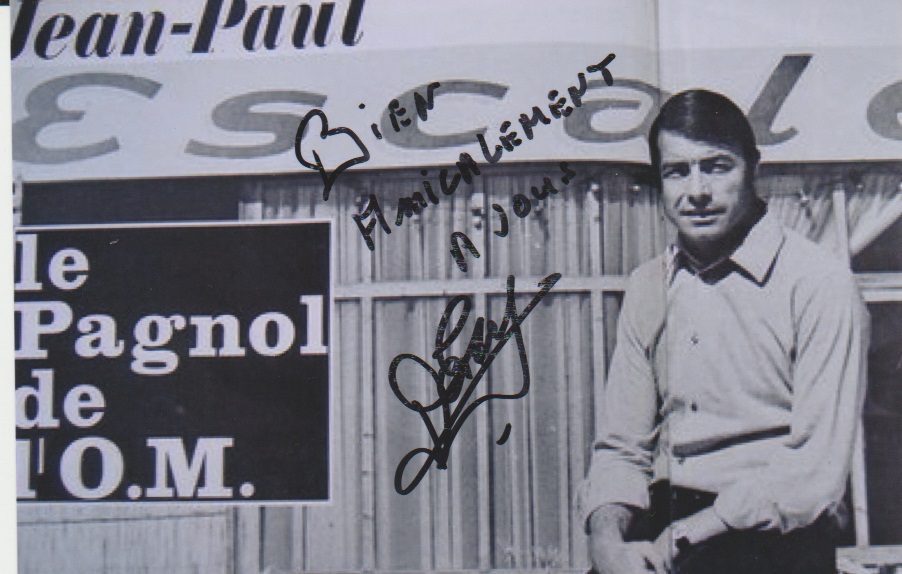 Jean-Paul
Escale
Bien
Amicalement
A vous
le
Pagnol
de
l'O.M.